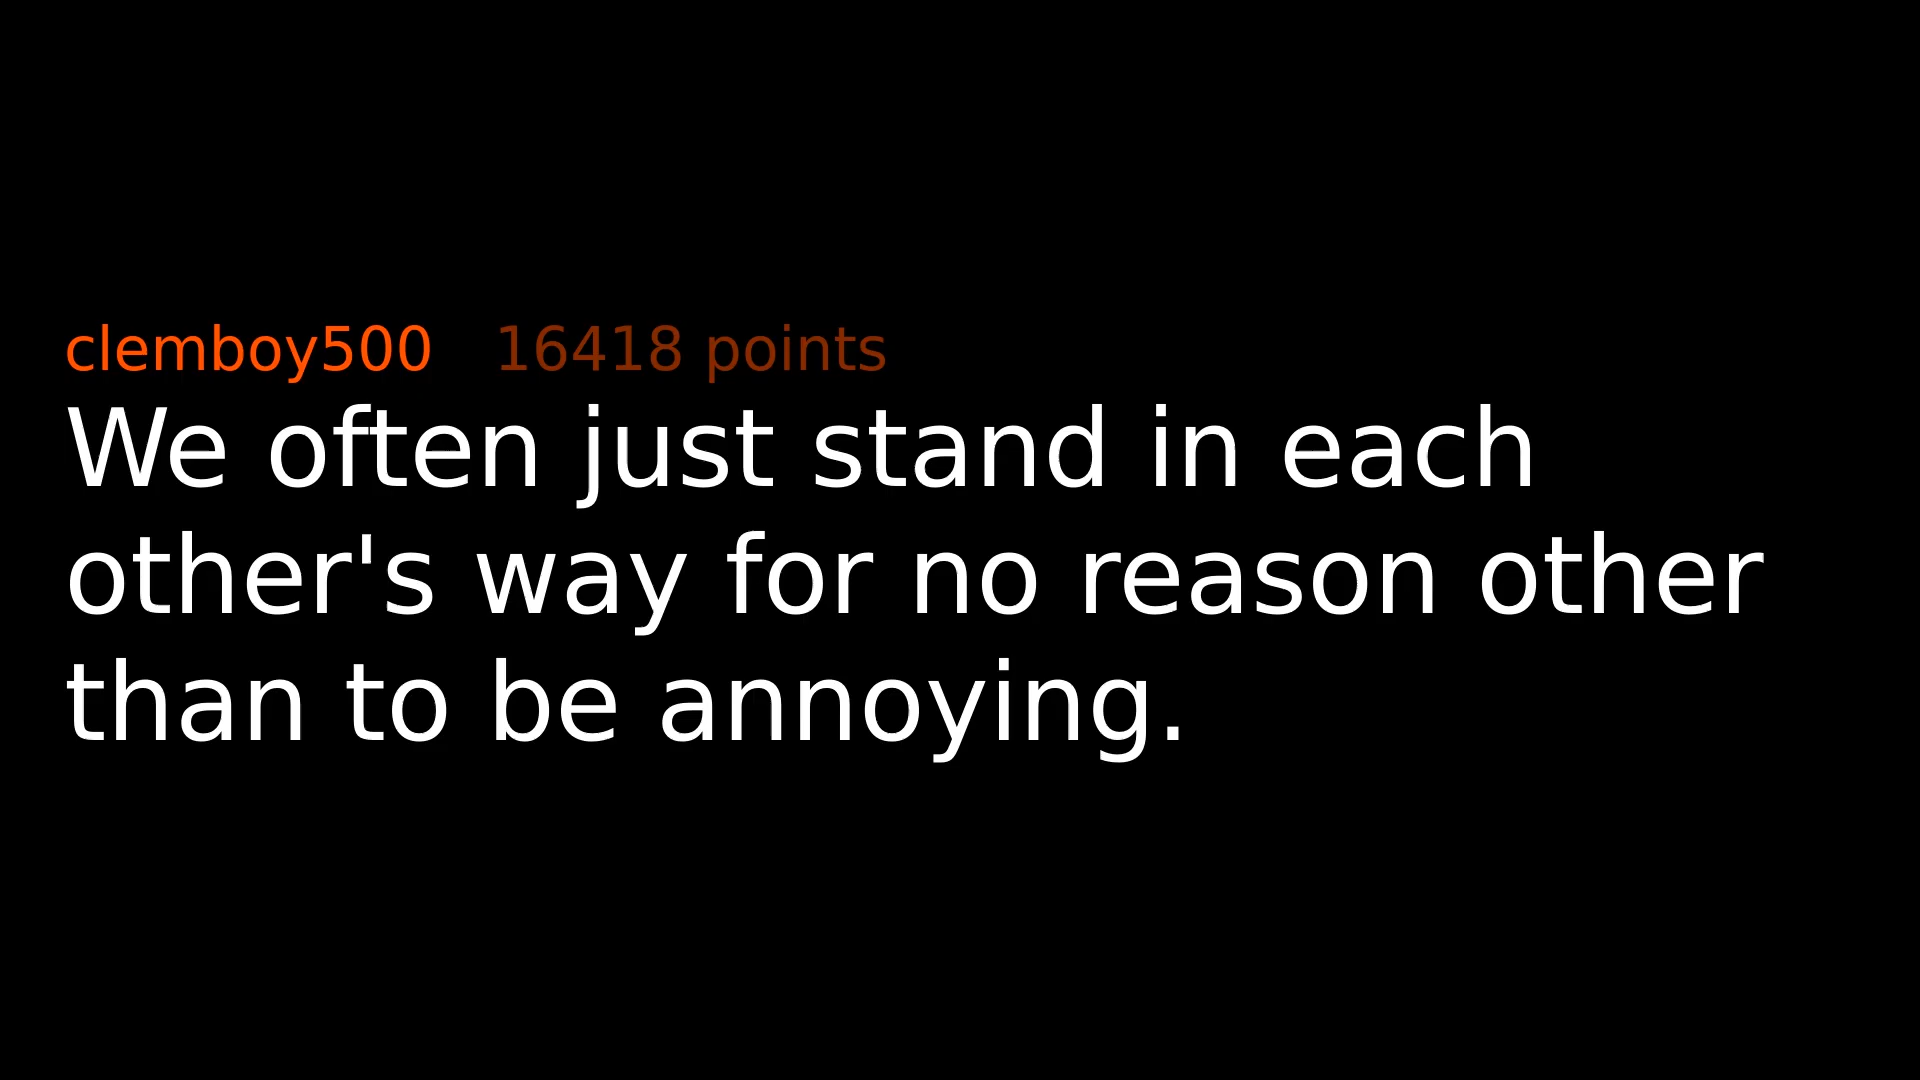 clemboy500 16418 points
We often just stand in each
other's way for no reason other
than to be annoying.